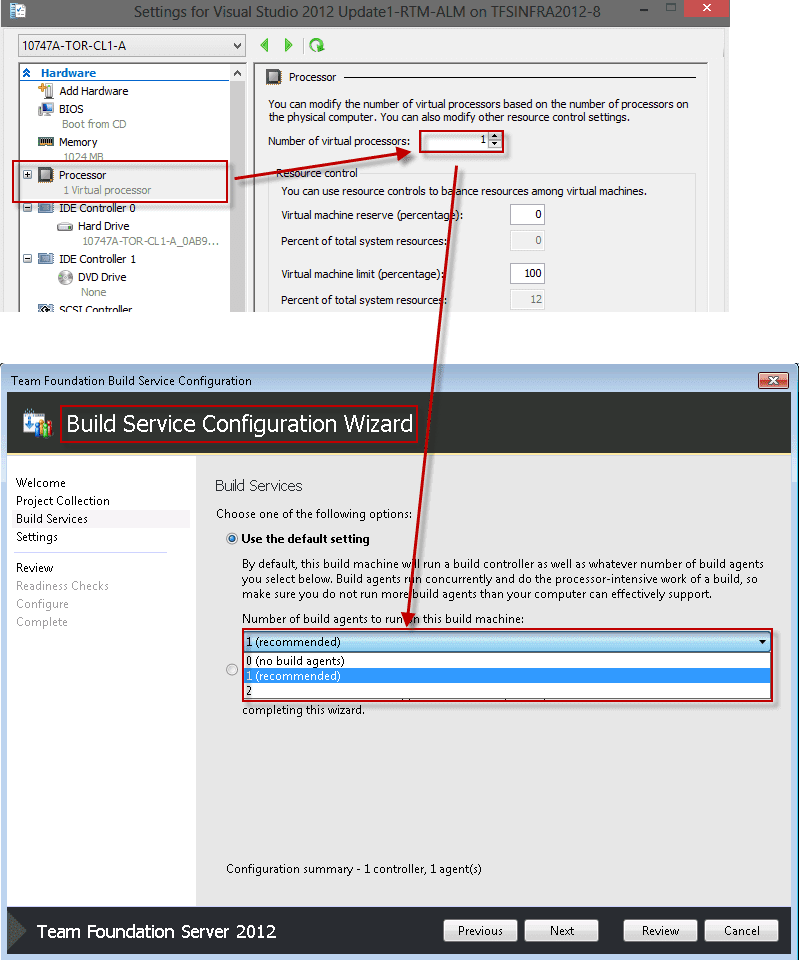 Settings for Visual Studio 2012 Update1-RTM-ALM on TFSINFRA2012-8
10747A-TOR-CL1-A
Hardware
Add Hardware
BIOS
Boot from CD
Memory
1024 MB
Processor
1 Virtual processor
IDE Controller 0
Hard Drive
10747A-TOR-CL1-A_0AB9...
IDE Controller 1
DVD Drive
None
SCSI Controller
Processor
You can modify the number of virtual processors based on the number of processors on
the physical computer. You can also modify other resource control settings.
Number of virtual processors: 1
Resource control
You can use resource controls to balance resources among virtual machines.
Virtual machine reserve (percentage): 0
Percent of total system resources: 0
Virtual machine limit (percentage): 100
Percent of total system resources: 12
Team Foundation Build Service Configuration
Build Service Configuration Wizard
Welcome
Project Collection
Build Services
Settings
Review
Readiness Checks
Configure
Complete
Build Services
Choose one of the following options:
Use the default setting
By default, this build machine will run a build controller as well as whatever number of build agents
you select below. Build agents run concurrently and do the processor-intensive work of a build, so
make sure you do not run more build agents than your computer can effectively support.
Number of build agents to run on this build machine:
1 (recommended)
0 (no build agents)
1 (recommended)
2
completing this wizard.
Configuration summary - 1 controller, 1 agent(s)
Team Foundation Server 2012
Previous
Next
Review
Cancel